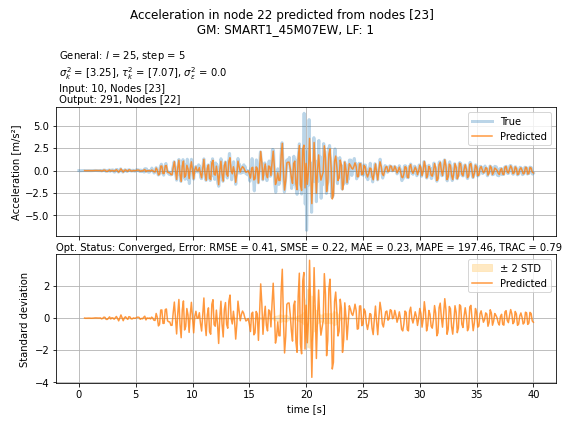 Acceleration in node 22 predicted from nodes [23]
GM: SMART1_45M07EW, LF: 1
General: l = 25, step = 5
σ²ₖ = [3.25], τ²ₖ = [7.07], σ²ε = 0.0
Input: 10, Nodes [23]
Output: 291, Nodes [22]
Acceleration [m/s²]
5.0
2.5
0.0
−2.5
−5.0
True
Predicted
Opt. Status: Converged, Error: RMSE = 0.41, SMSE = 0.22, MAE = 0.23, MAPE = 197.46, TRAC = 0.79
Standard deviation
2
0
−2
−4
± 2 STD
Predicted
0 5 10 15 20 25 30 35 40
time [s]